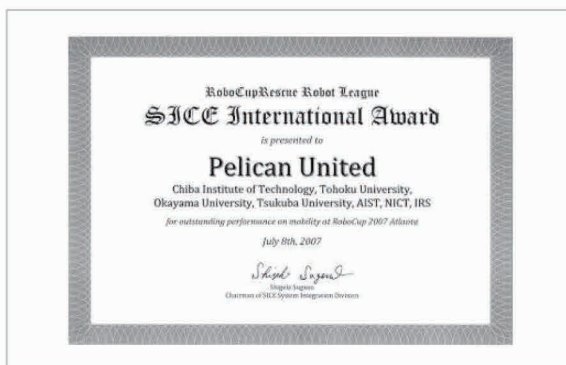 RoboCupRescue Robot League
SICE International Award
is presented to
Pelican United
Chiba Institute of Technology, Tohoku University,
Okayama University, Tsukuba University, AIST, NICT, IRS
for outstanding performance on mobility at RoboCup 2007 Atlanta
July 8th, 2007
Shigeki Sugano
Chairman of SICE System Integration Division